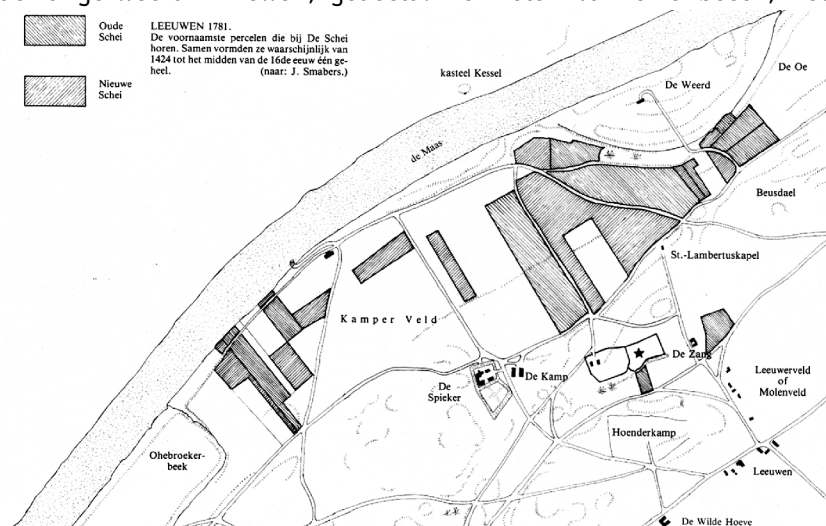 Oude
Schei
LEEUWEN 1781.
De voornaamste percelen die bij De Schei
horen. Samen vormden ze waarschijnlijk van
1424 tot het midden van de 16de eeuw één ge-
heel. (naar: J. Smabers.)
Nieuwe
Schei
kasteel Kessel
De Oe
De Weerd
de Maas
Beusdael
St.-Lambertuskapel
Kamper Veld
De Zang
De Kamp
De
Spieker
Leeuwerveld
of
Molenveld
Hoenderkamp
Ohebroeker-
beek
Leeuwen
De Wilde Hoeve